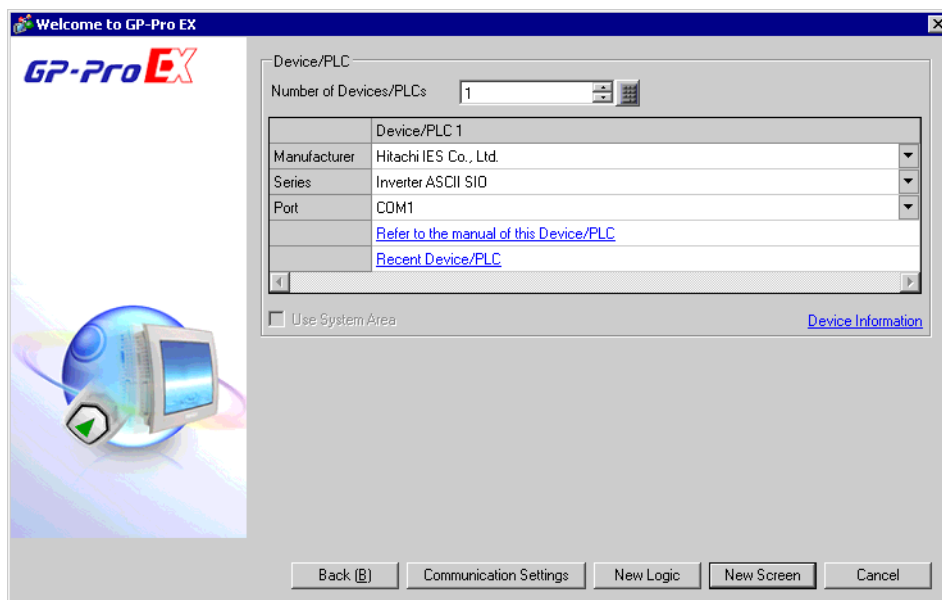 Welcome to GP-Pro EX
GP-Pro EX
Device/PLC
Number of Devices/PLCs 1
Device/PLC 1
Manufacturer Hitachi IES Co., Ltd.
Series Inverter ASCII SIO
Port COM1
Refer to the manual of this Device/PLC
Recent Device/PLC
Use System Area Device Information
Back (B) Communication Settings New Logic New Screen Cancel